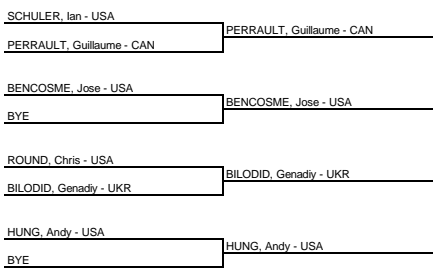 SCHULER, Ian - USA
PERRAULT, Guillaume - CAN
PERRAULT, Guillaume - CAN
BENCOSME, Jose - USA
BENCOSME, Jose - USA
BYE
ROUND, Chris - USA
BILODID, Genadiy - UKR
BILODID, Genadiy - UKR
HUNG, Andy - USA
HUNG, Andy - USA
BYE